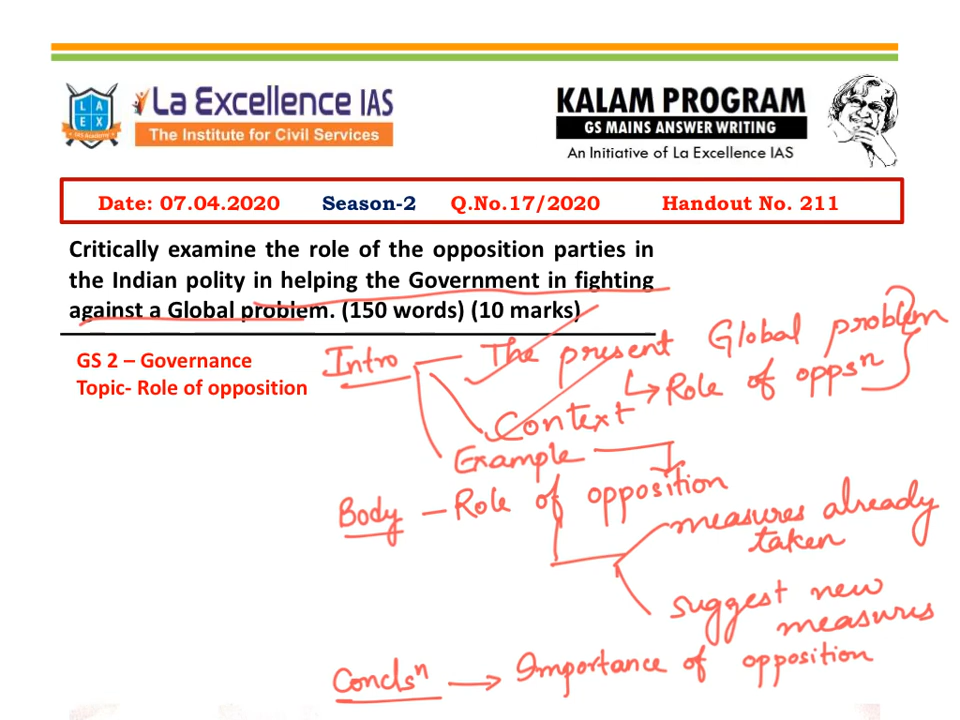 La Excellence IAS
The Institute for Civil Services
KALAM PROGRAM
GS MAINS ANSWER WRITING
An Initiative of La Excellence IAS
LA
EX
IAS Academy
Date: 07.04.2020 Season-2 Q.No.17/2020 Handout No. 211
Critically examine the role of the opposition parties in
the Indian polity in helping the Government in fighting
against a Global problem. (150 words) (10 marks)
GS 2 – Governance
Topic- Role of opposition
Intro – The present Global problem
↳ Role of oppsn
Context
Example
Body – Role of opposition
measures already
taken
suggest new
measures
Conclsn → Importance of opposition